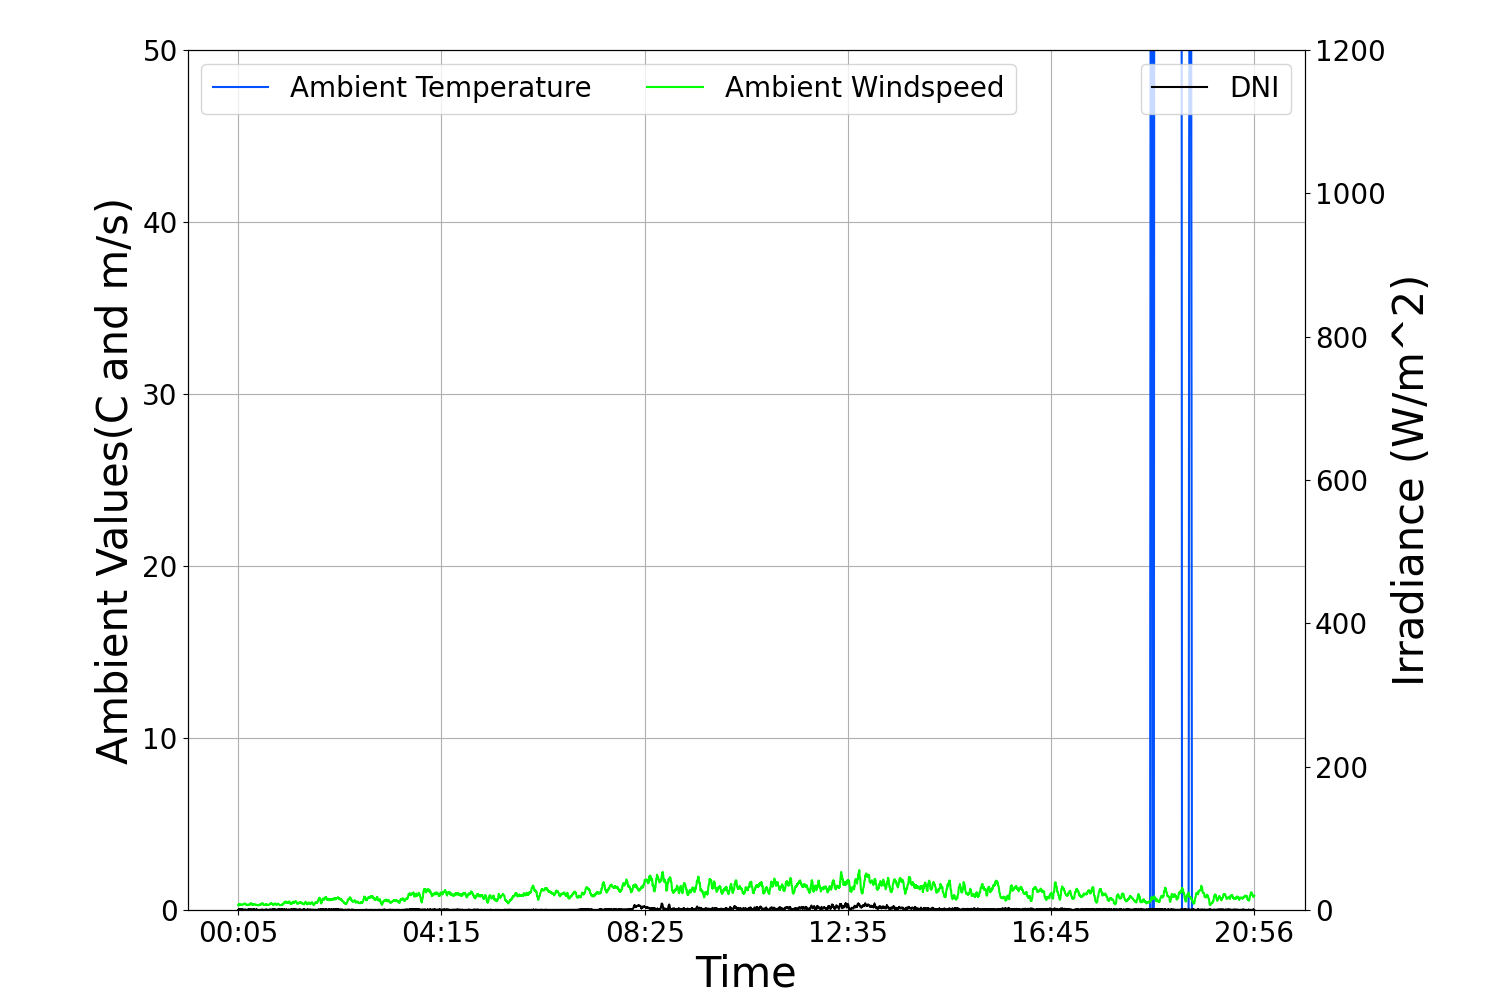 Ambient Temperature
Ambient Windspeed
DNI
50
40
30
20
10
0
Ambient Values(C and m/s)
1200
1000
800
600
400
200
0
Irradiance (W/m^2)
00:05 04:15 08:25 12:35 16:45 20:56
Time